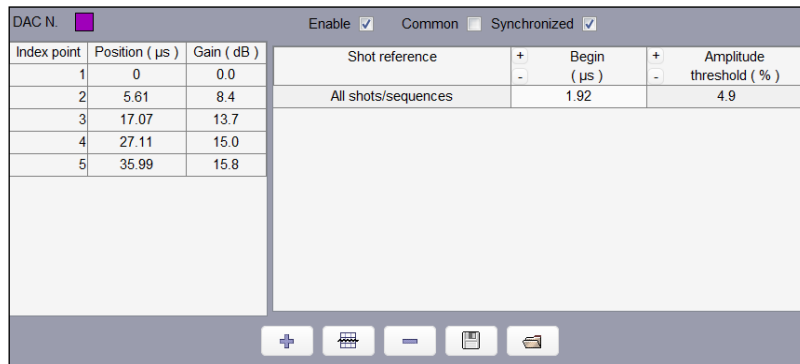 DAC N.
Enable Common Synchronized
Index point Position ( µs ) Gain ( dB )
1 0 0.0
2 5.61 8.4
3 17.07 13.7
4 27.11 15.0
5 35.99 15.8
Shot reference + - Begin ( µs ) + - Amplitude threshold ( % )
All shots/sequences 1.92 4.9